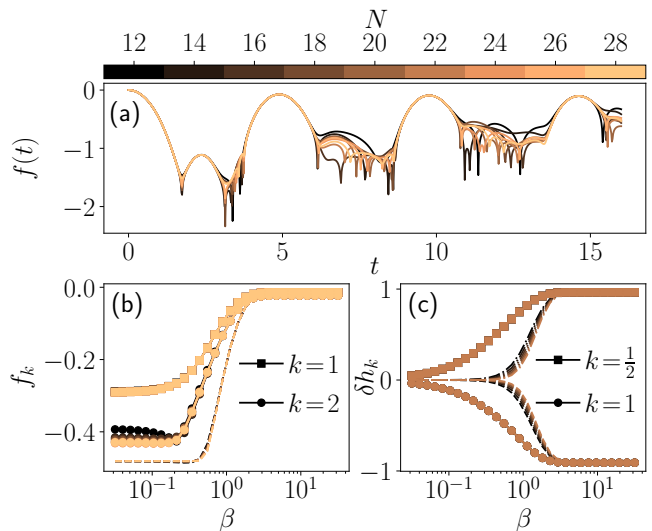 N
12 14 16 18 20 22 24 26 28
(a)
f(t)
0
−1
−2
0 5 10 15
t
(b)
f_k
0.0
−0.2
−0.4
k=1
k=2
10^{−1} 10^{0} 10^{1}
β
(c)
δh_k
1
0
−1
k=\frac{1}{2}
k=1
10^{−1} 10^{0} 10^{1}
β